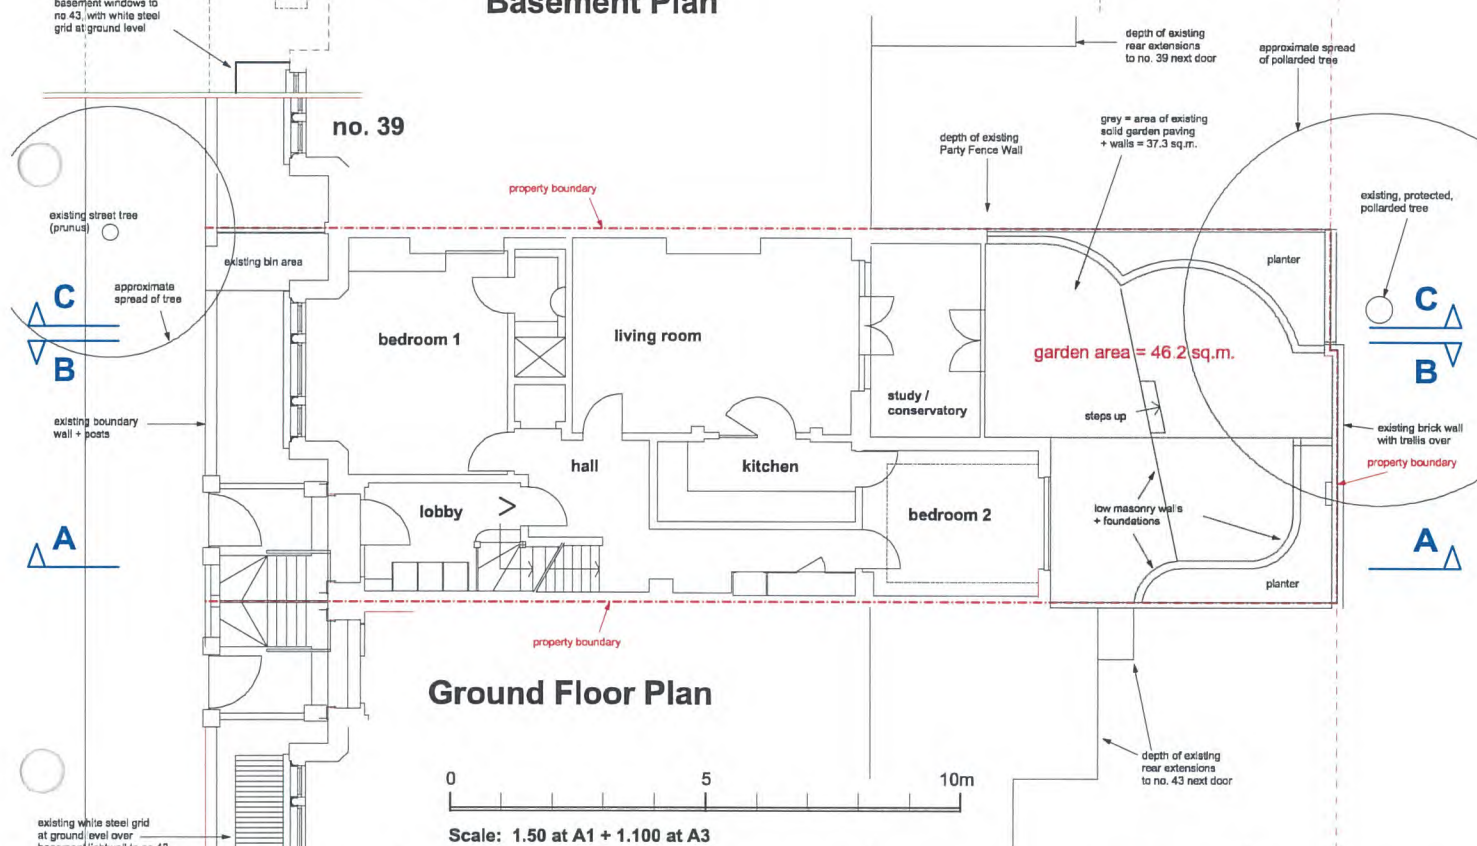 Basement Plan
basement windows to
no 43, with white steel
grid at ground level
depth of existing
rear extensions
to no. 39 next door
approximate spread
of pollarded tree
no. 39
grey = area of existing
solid garden paving
+ walls = 37.3 sq.m.
depth of existing
Party Fence Wall
property boundary
existing, protected,
pollarded tree
existing street tree
(prunus)
existing bin area
planter
approximate
spread of tree
C
C
bedroom 1
living room
garden area = 46.2 sq.m.
B
B
study /
conservatory
steps up
existing boundary
wall + posts
existing brick wall
with trellis over
hall
kitchen
property boundary
lobby
>
bedroom 2
low masonry walls
+ foundations
A
A
planter
property boundary
Ground Floor Plan
depth of existing
rear extensions
to no. 43 next door
0 5 10m
Scale: 1.50 at A1 + 1.100 at A3
existing white steel grid
at ground level over